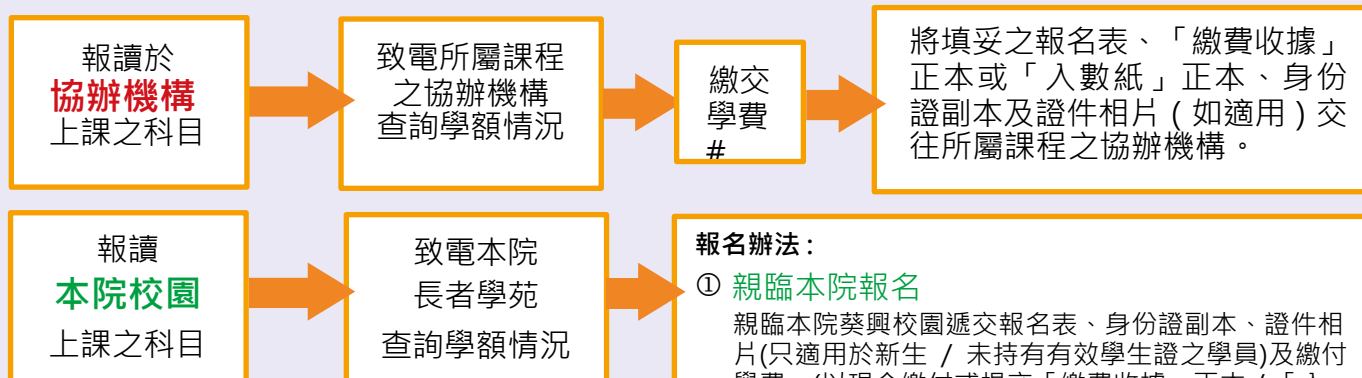 報讀於
協辦機構
上課之科目
致電所屬課程
之協辦機構
查詢學額情況
繳交
學費
#
將填妥之報名表、「繳費收據」
正本或「入數紙」正本、身份
證副本及證件相片（如適用）交
往所屬課程之協辦機構。
報讀
本院校園
上課之科目
致電本院
長者學苑
查詢學額情況
報名辦法:
① 親臨本院報名
親臨本院葵興校園遞交報名表、身份證副本、證件相
片(只適用於新生 / 未持有有效學生證之學員)及繳付